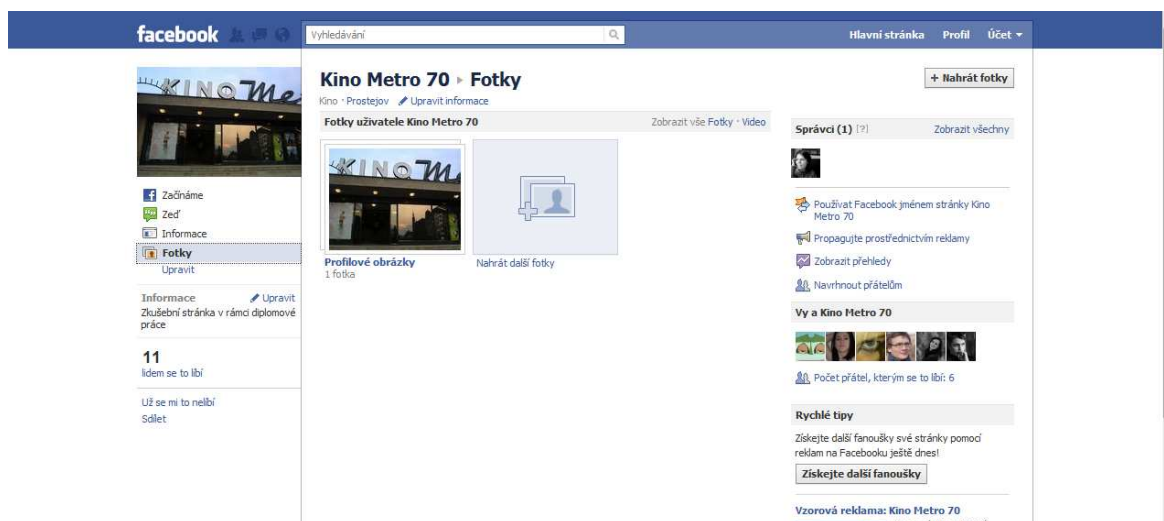 facebook
Vyhledávání
Hlavní stránka Profil Účet
KINO Me
Kino Metro 70 ▸ Fotky
+ Nahrát fotky
Kino · Prostejov Upravit informace
Fotky uživatele Kino Metro 70
Zobrazit vše Fotky · Video
KINO M
Profilové obrázky
1 fotka
Nahrát další fotky
Začínáme
Zeď
Informace
Fotky
Upravit
Informace Upravit
Zkušební stránka v rámci diplomové
práce
11
lidem se to líbí
Už se mi to nelíbí
Sdílet
Správci (1) [?] Zobrazit všechny
Používat Facebook jménem stránky Kino
Metro 70
Propagujte prostřednictvím reklamy
Zobrazit přehledy
Navrhnout přátelům
Vy a Kino Metro 70
Počet přátel, kterým se to líbí: 6
Rychlé tipy
Získejte další fanoušky své stránky pomocí
reklam na Facebooku ještě dnes!
Získejte další fanoušky
Vzorová reklama: Kino Metro 70